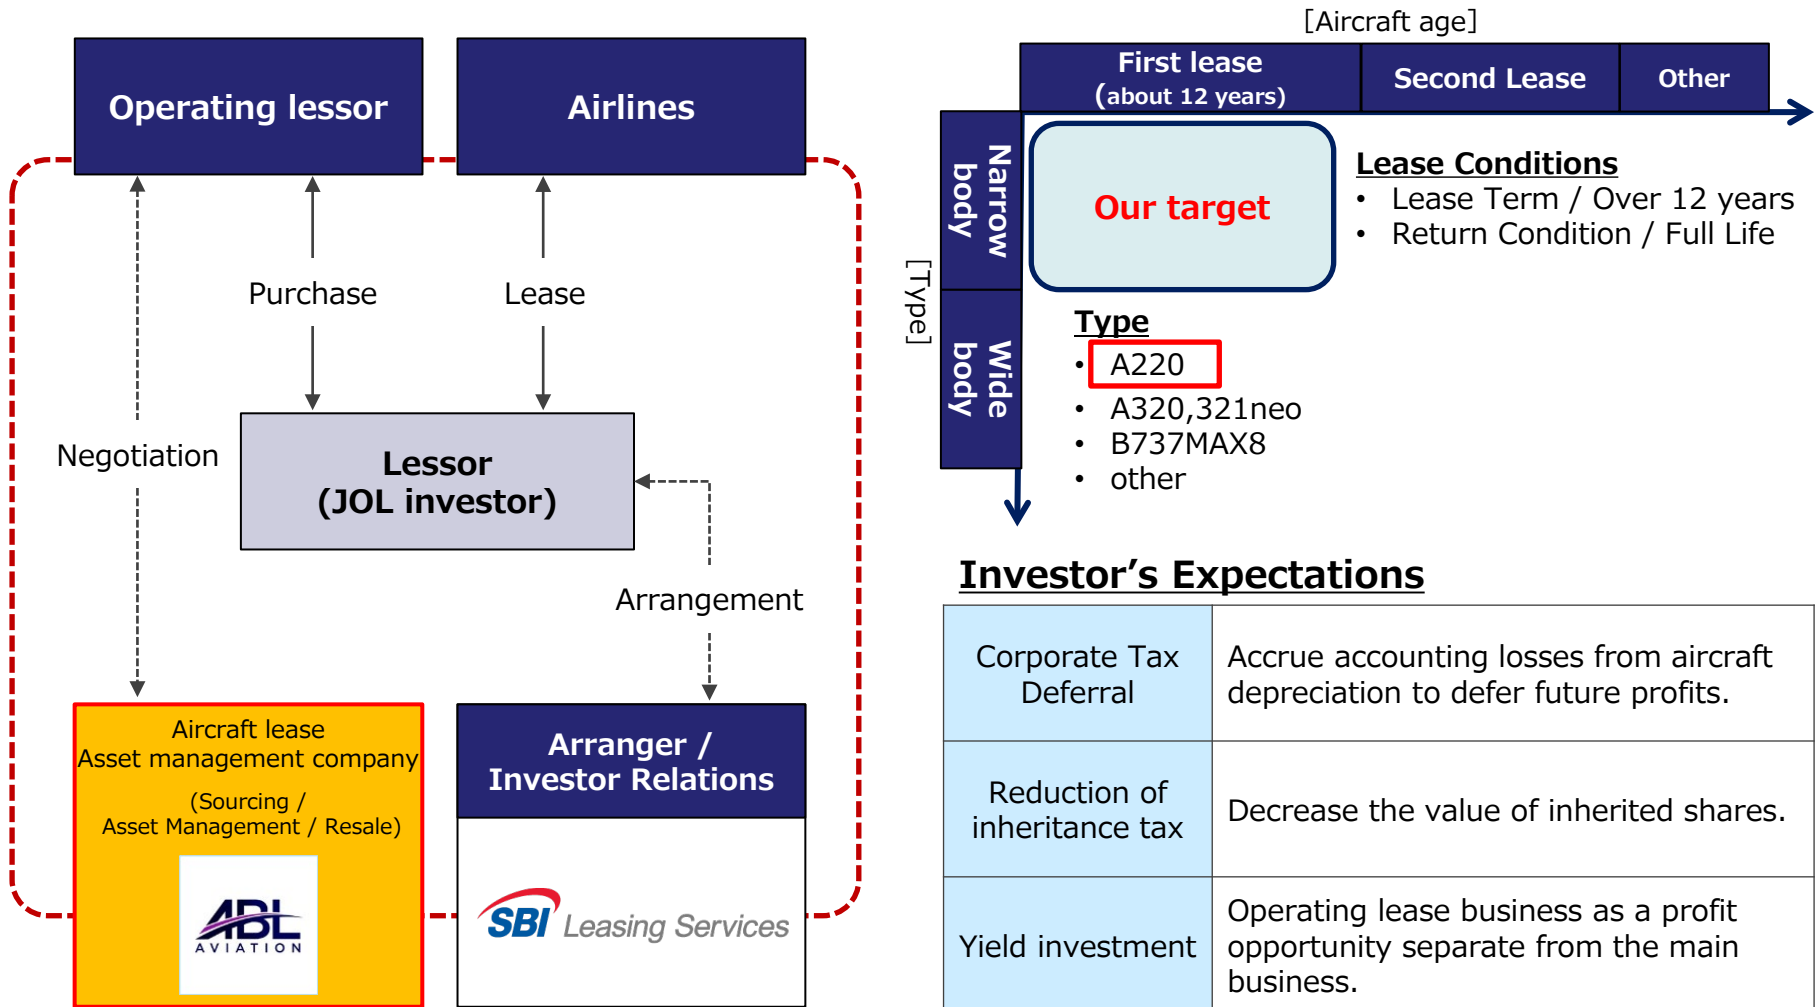 Operating lessor
Airlines
Purchase
Lease
Negotiation
Lessor
(JOL investor)
Arrangement
Aircraft lease
Asset management company
(Sourcing /
Asset Management / Resale)
ABL
AVIATION
Arranger /
Investor Relations
SBI Leasing Services
[Aircraft age]
First lease
(about 12 years)
Second Lease
Other
[Type]
Narrow
body
Wide
body
Our target
Lease Conditions
• Lease Term / Over 12 years
• Return Condition / Full Life
Type
• A220
• A320,321neo
• B737MAX8
• other
Investor’s Expectations
Corporate Tax
Deferral
Accrue accounting losses from aircraft
depreciation to defer future profits.
Reduction of
inheritance tax
Decrease the value of inherited shares.
Yield investment
Operating lease business as a profit
opportunity separate from the main
business.